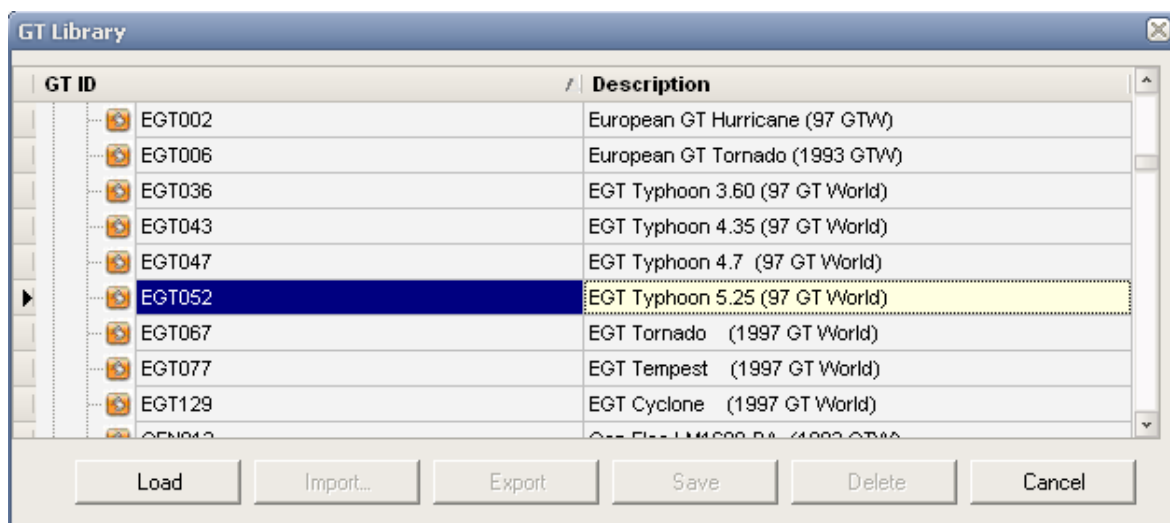 GT Library
GT ID / Description
EGT002 European GT Hurricane (97 GTW)
EGT006 European GT Tornado (1993 GTW)
EGT036 EGT Typhoon 3.60 (97 GT World)
EGT043 EGT Typhoon 4.35 (97 GT World)
EGT047 EGT Typhoon 4.7 (97 GT World)
EGT052 EGT Typhoon 5.25 (97 GT World)
EGT067 EGT Tornado (1997 GT World)
EGT077 EGT Tempest (1997 GT World)
EGT129 EGT Cyclone (1997 GT World)
Load Import... Export Save Delete Cancel